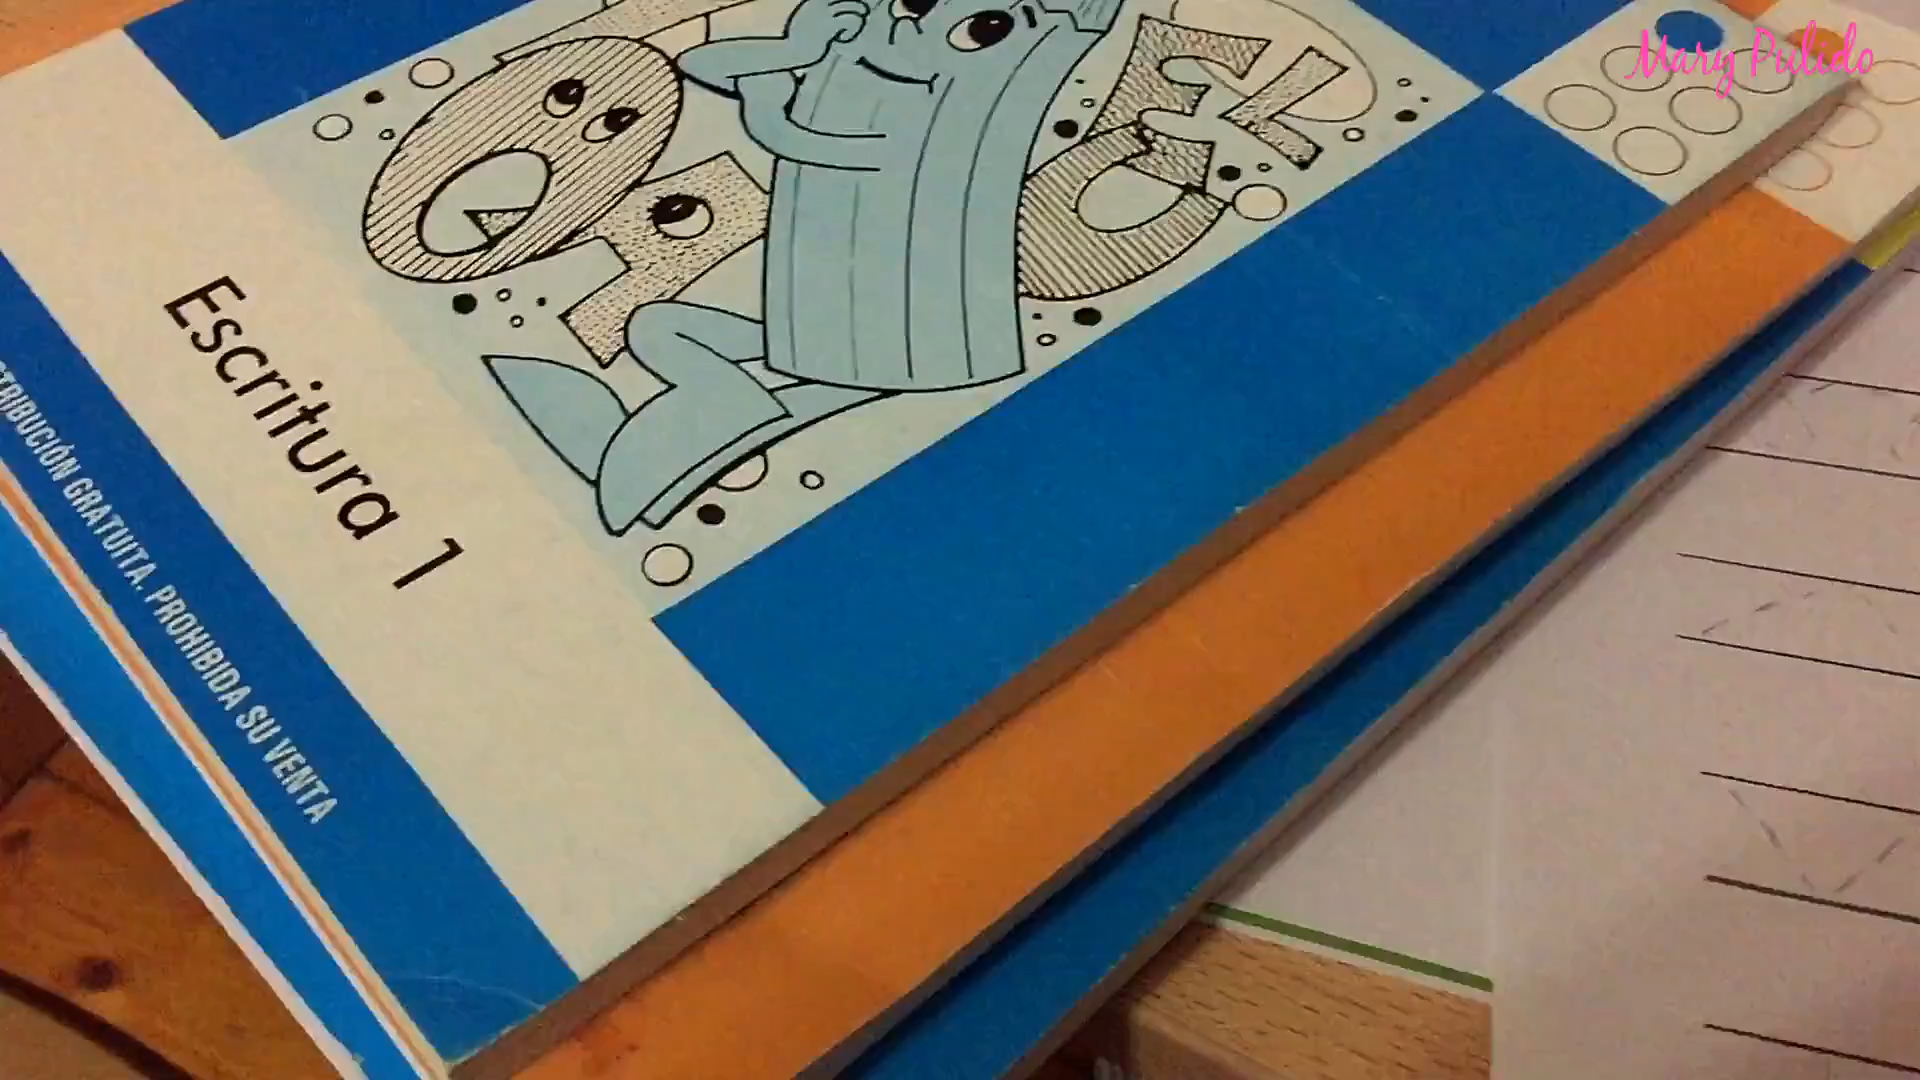 Mary Pulido
Escritura 1
TRIBUCIÓN GRATUITA. PROHIBIDA SU VENTA